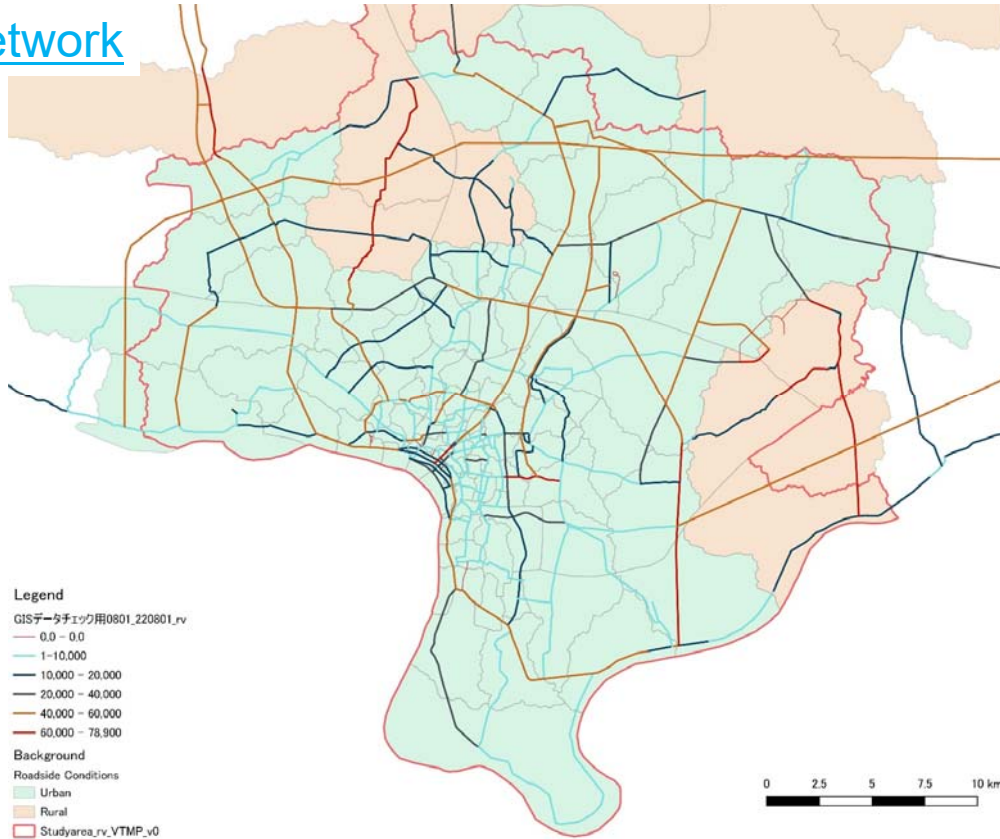 etwork
Legend
GISデータチェック用0801_220801_rv
0.0 - 0.0
1-10,000
10,000 - 20,000
20,000 - 40,000
40,000 - 60,000
60,000 - 78,900
Background
Roadside Conditions
Urban
Rural
Studyarea_rv_VTMP_v0
0 2.5 5 7.5 10 km